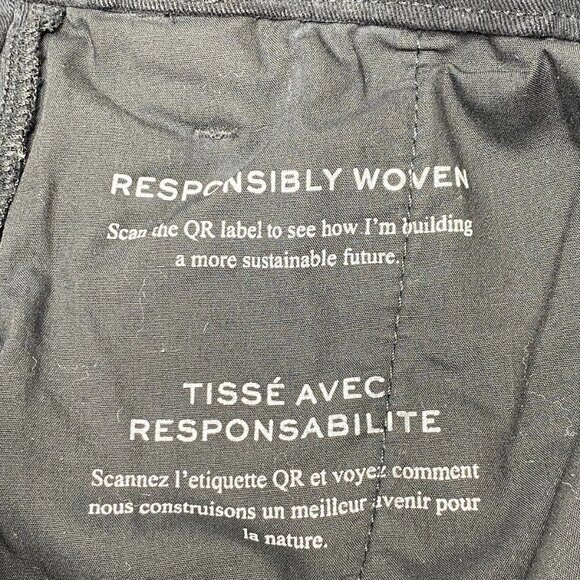 RESPONSIBLY WOVEN
Scan the QR label to see how I'm building
a more sustainable future.
TISSÉ AVEC
RESPONSABILITE
Scannez l'etiquette QR et voyez comment
nous construisons un meilleur avenir pour
la nature.